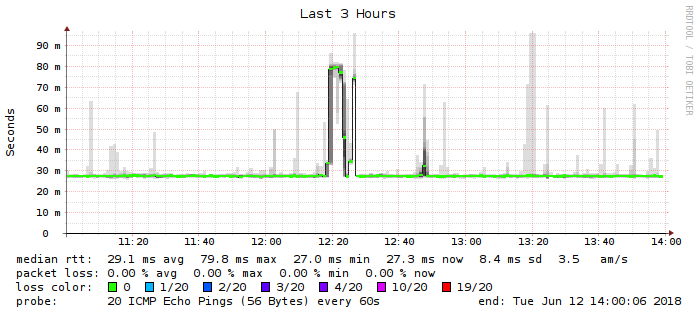 Last 3 Hours
RRDTOOL / TOBI OETIKER
Seconds
90 m
80 m
70 m
60 m
50 m
40 m
30 m
20 m
10 m
0
11:20 11:40 12:00 12:20 12:40 13:00 13:20 13:40 14:00
median rtt: 29.1 ms avg 79.8 ms max 27.0 ms min 27.3 ms now 8.4 ms sd 3.5 am/s
packet loss: 0.00 % avg 0.00 % max 0.00 % min 0.00 % now
loss color: 0 1/20 2/20 3/20 4/20 10/20 19/20
probe: 20 ICMP Echo Pings (56 Bytes) every 60s end: Tue Jun 12 14:00:06 2018